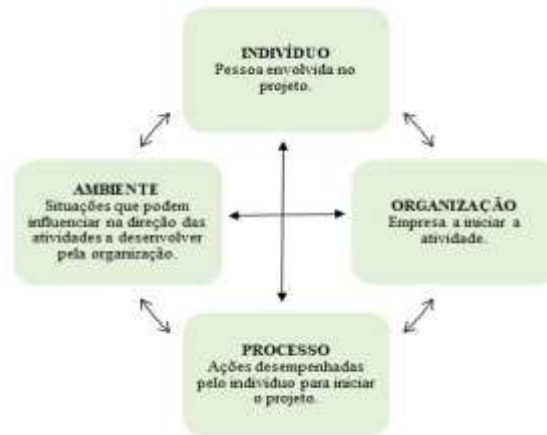 INDIVÍDUO
Pessoa envolvida no
projeto.
AMBIENTE
Situações que podem
influenciar na direção das
atividades a desenvolver
pela organização.
ORGANIZAÇÃO
Empresa a iniciar a
atividade.
PROCESSO
Ações desempenhadas
pelo indivíduo para iniciar
o projeto.